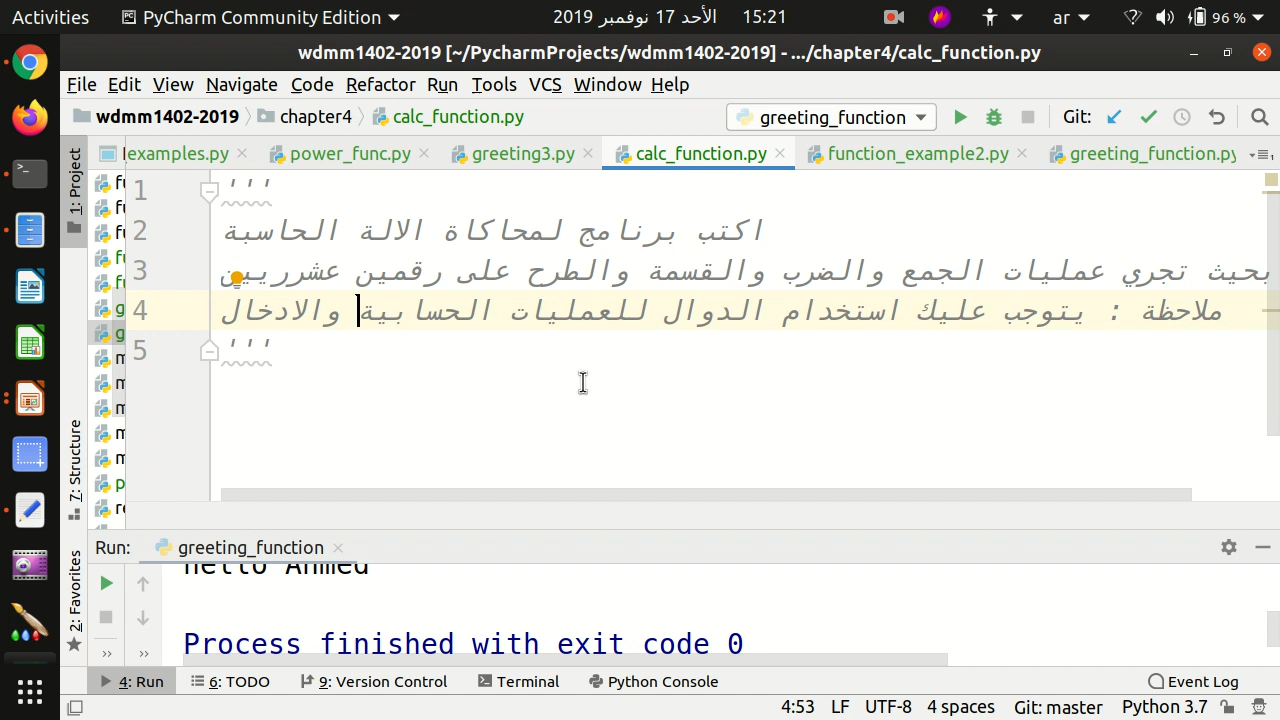 Activities
PyCharm Community Edition
الأحد 17 نوفمبر 2019
15:21
ar
96 %
wdmm1402-2019 [~/PycharmProjects/wdmm1402-2019] - .../chapter4/calc_function.py
File Edit View Navigate Code Refactor Run Tools VCS Window Help
wdmm1402-2019
chapter4
calc_function.py
greeting_function
Git:
examples.py
power_func.py
greeting3.py
calc_function.py
function_example2.py
greeting_function.py
1: Project
7: Structure
2: Favorites
1 '''
2 اكتب برنامج لمحاكاة الالة الحاسبة
3 بحيث تجري عمليات الجمع والضرب والقسمة والطرح على رقمين عشرريين
4 ملاحظة : يتوجب عليك استخدام الدوال للعمليات الحسابية والادخال
5 '''
Run: greeting_function
Hello Ahmed
Process finished with exit code 0
4: Run
6: TODO
9: Version Control
Terminal
Python Console
Event Log
4:53 LF UTF-8 4 spaces Git: master Python 3.7